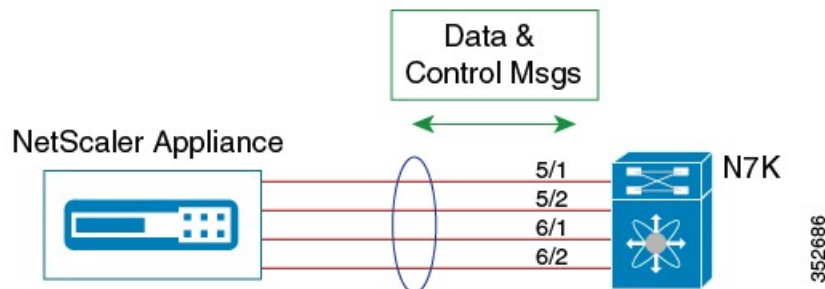 Data &
Control Msgs
NetScaler Appliance
N7K
5/1
5/2
6/1
6/2
352686